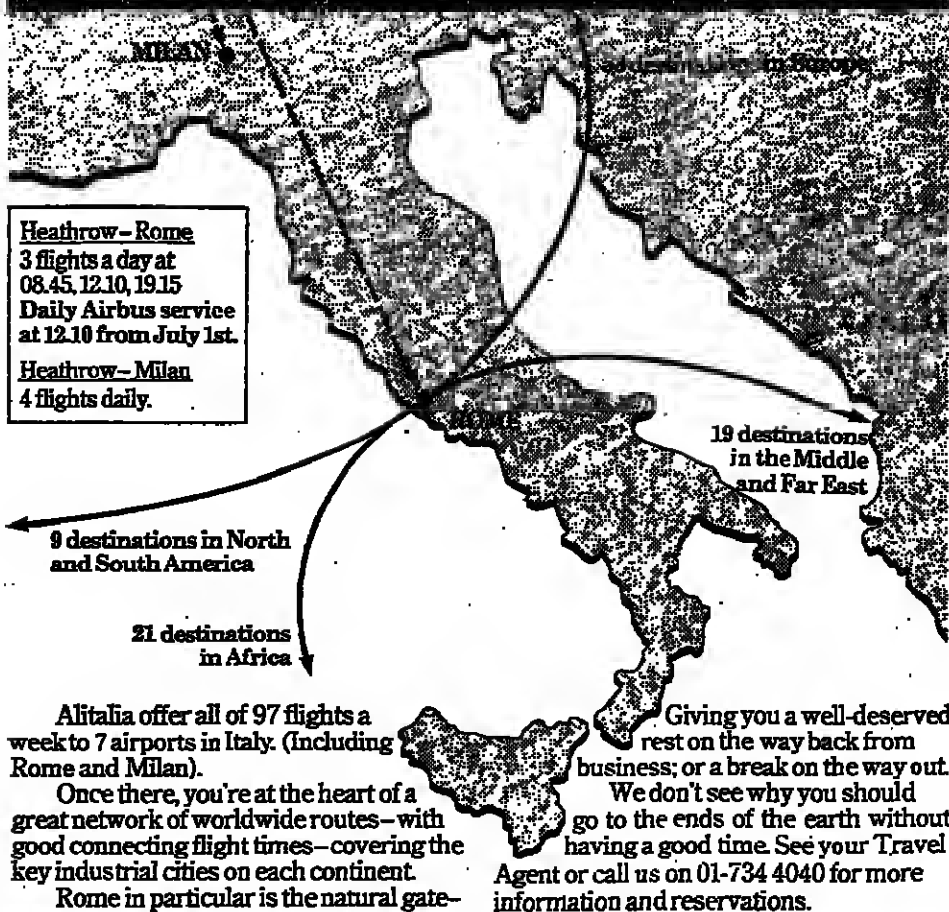 MILAN
destinations in Europe
Heathrow–Rome
3 flights a day at
08.45, 12.10, 19.15
Daily Airbus service
at 12.10 from July 1st.
Heathrow–Milan
4 flights daily.
ROME
19 destinations
in the Middle
and Far East
9 destinations in North
and South America
21 destinations
in Africa
Alitalia offer all of 97 flights a
week to 7 airports in Italy. (Including
Rome and Milan).
Once there, you're at the heart of a
great network of worldwide routes–with
good connecting flight times–covering the
key industrial cities on each continent.
Rome in particular is the natural gate–
Giving you a well-deserved
rest on the way back from
business; or a break on the way out.
We don't see why you should
go to the ends of the earth without
having a good time. See your Travel
Agent or call us on 01-734 4040 for more
information and reservations.